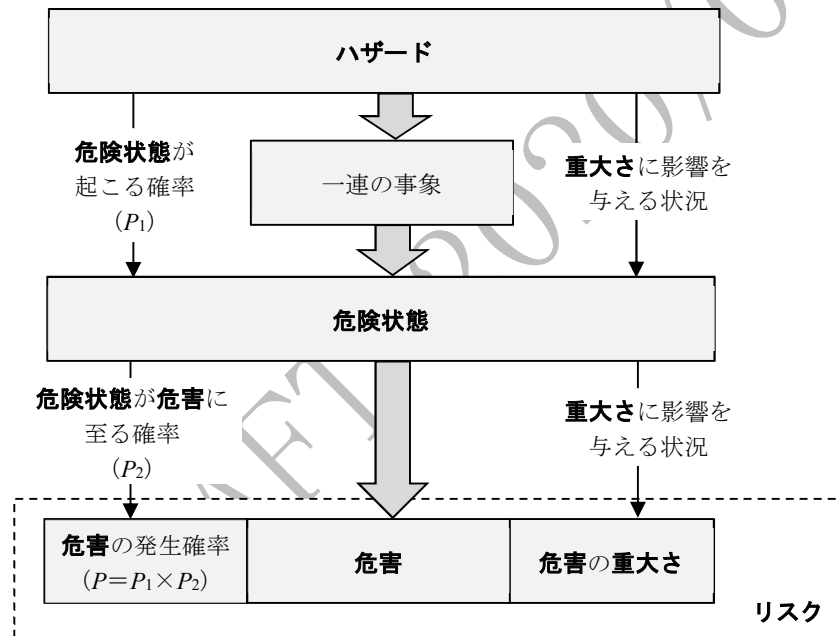 ハザード
危険状態が
起こる確率
（P1）
一連の事象
重大さに影響を
与える状況
危険状態
危険状態が危害に
至る確率
（P2）
重大さに影響を
与える状況
危害の発生確率
（P＝P1×P2）
危害
危害の重大さ
リスク